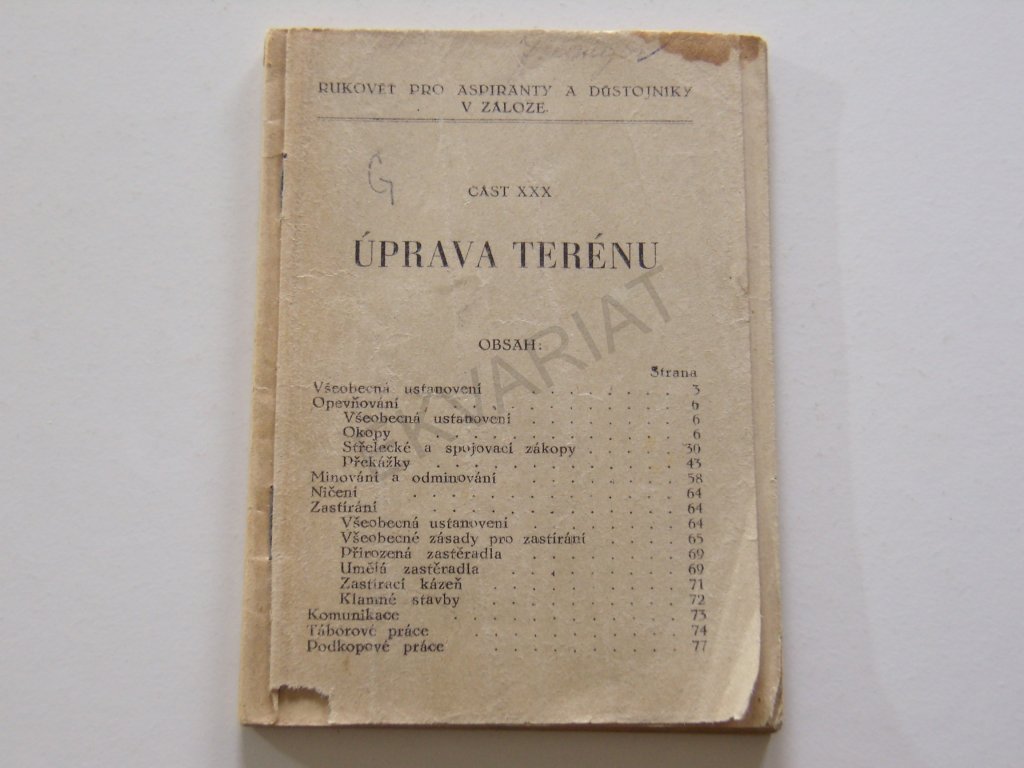 RUKOVĚŤ PRO ASPIRANTY A DŮSTOJNÍKY
V ZÁLOZE.
G
ČÁST XXX
ÚPRAVA TERÉNU
KVARIAT
OBSAH:
Strana
Všeobecná ustanovení . . . . . . . . 3
Opevňování . . . . . . . . 6
Všeobecná ustanovení . . . . . . . 6
Okopy . . . . . . . . 6
Střelecké a spojovací zákopy . . . . . 30
Překážky . . . . . . . . 43
Minování a odminování . . . . . . . 58
Ničení . . . . . . . . 64
Zastírání . . . . . . . . 64
Všeobecná ustanovení . . . . . . . 64
Všeobecné zásady pro zastírání . . . . 65
Přirozená zastěradla . . . . . . . 69
Umělá zastěradla . . . . . . . 69
Zastírací kázeň . . . . . . . . 71
Klamné stavby . . . . . . . . 72
Komunikace . . . . . . . . 73
Táborové práce . . . . . . . . 74
Podkopové práce . . . . . . . . 77